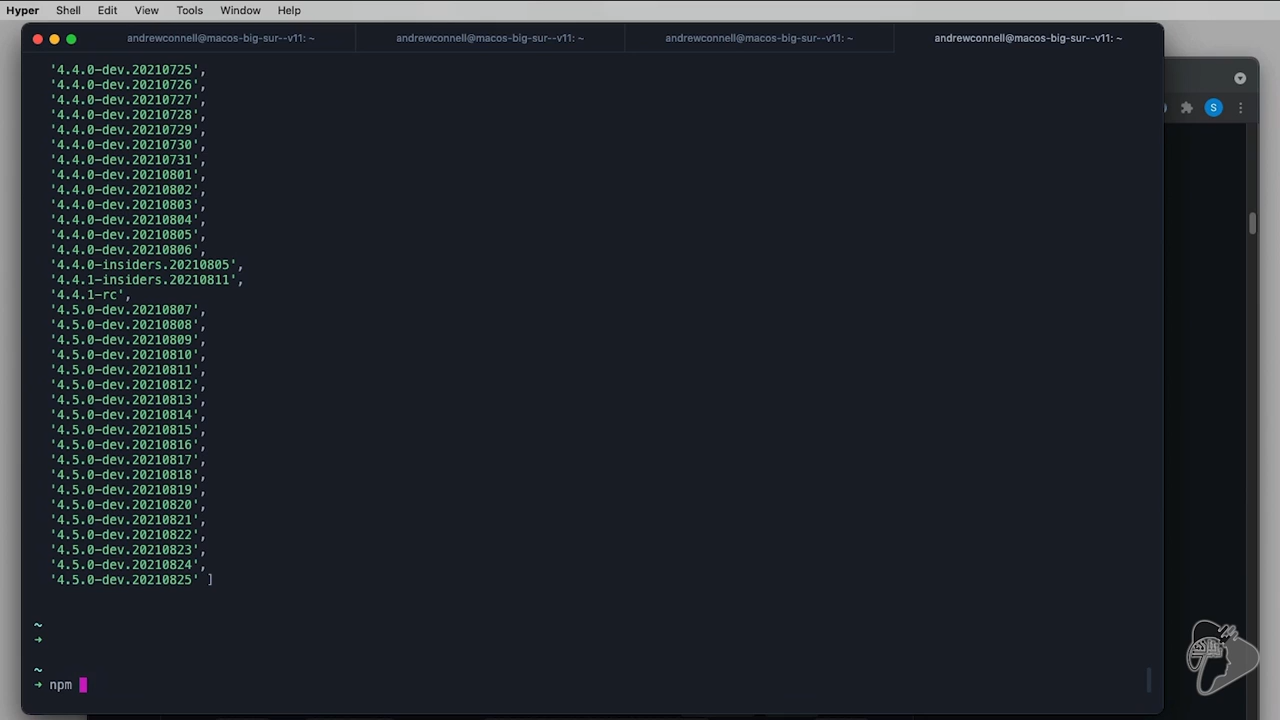 Hyper Shell Edit View Tools Window Help
andrewconnell@macos-big-sur--v11: ~ andrewconnell@macos-big-sur--v11: ~ andrewconnell@macos-big-sur--v11: ~ andrewconnell@macos-big-sur--v11: ~
'4.4.0-dev.20210725',
'4.4.0-dev.20210726',
'4.4.0-dev.20210727',
'4.4.0-dev.20210728',
'4.4.0-dev.20210729',
'4.4.0-dev.20210730',
'4.4.0-dev.20210731',
'4.4.0-dev.20210801',
'4.4.0-dev.20210802',
'4.4.0-dev.20210803',
'4.4.0-dev.20210804',
'4.4.0-dev.20210805',
'4.4.0-dev.20210806',
'4.4.0-insiders.20210805',
'4.4.1-insiders.20210811',
'4.4.1-rc',
'4.5.0-dev.20210807',
'4.5.0-dev.20210808',
'4.5.0-dev.20210809',
'4.5.0-dev.20210810',
'4.5.0-dev.20210811',
'4.5.0-dev.20210812',
'4.5.0-dev.20210813',
'4.5.0-dev.20210814',
'4.5.0-dev.20210815',
'4.5.0-dev.20210816',
'4.5.0-dev.20210817',
'4.5.0-dev.20210818',
'4.5.0-dev.20210819',
'4.5.0-dev.20210820',
'4.5.0-dev.20210821',
'4.5.0-dev.20210822',
'4.5.0-dev.20210823',
'4.5.0-dev.20210824',
'4.5.0-dev.20210825' ]
~
➜
~
➜ npm
S